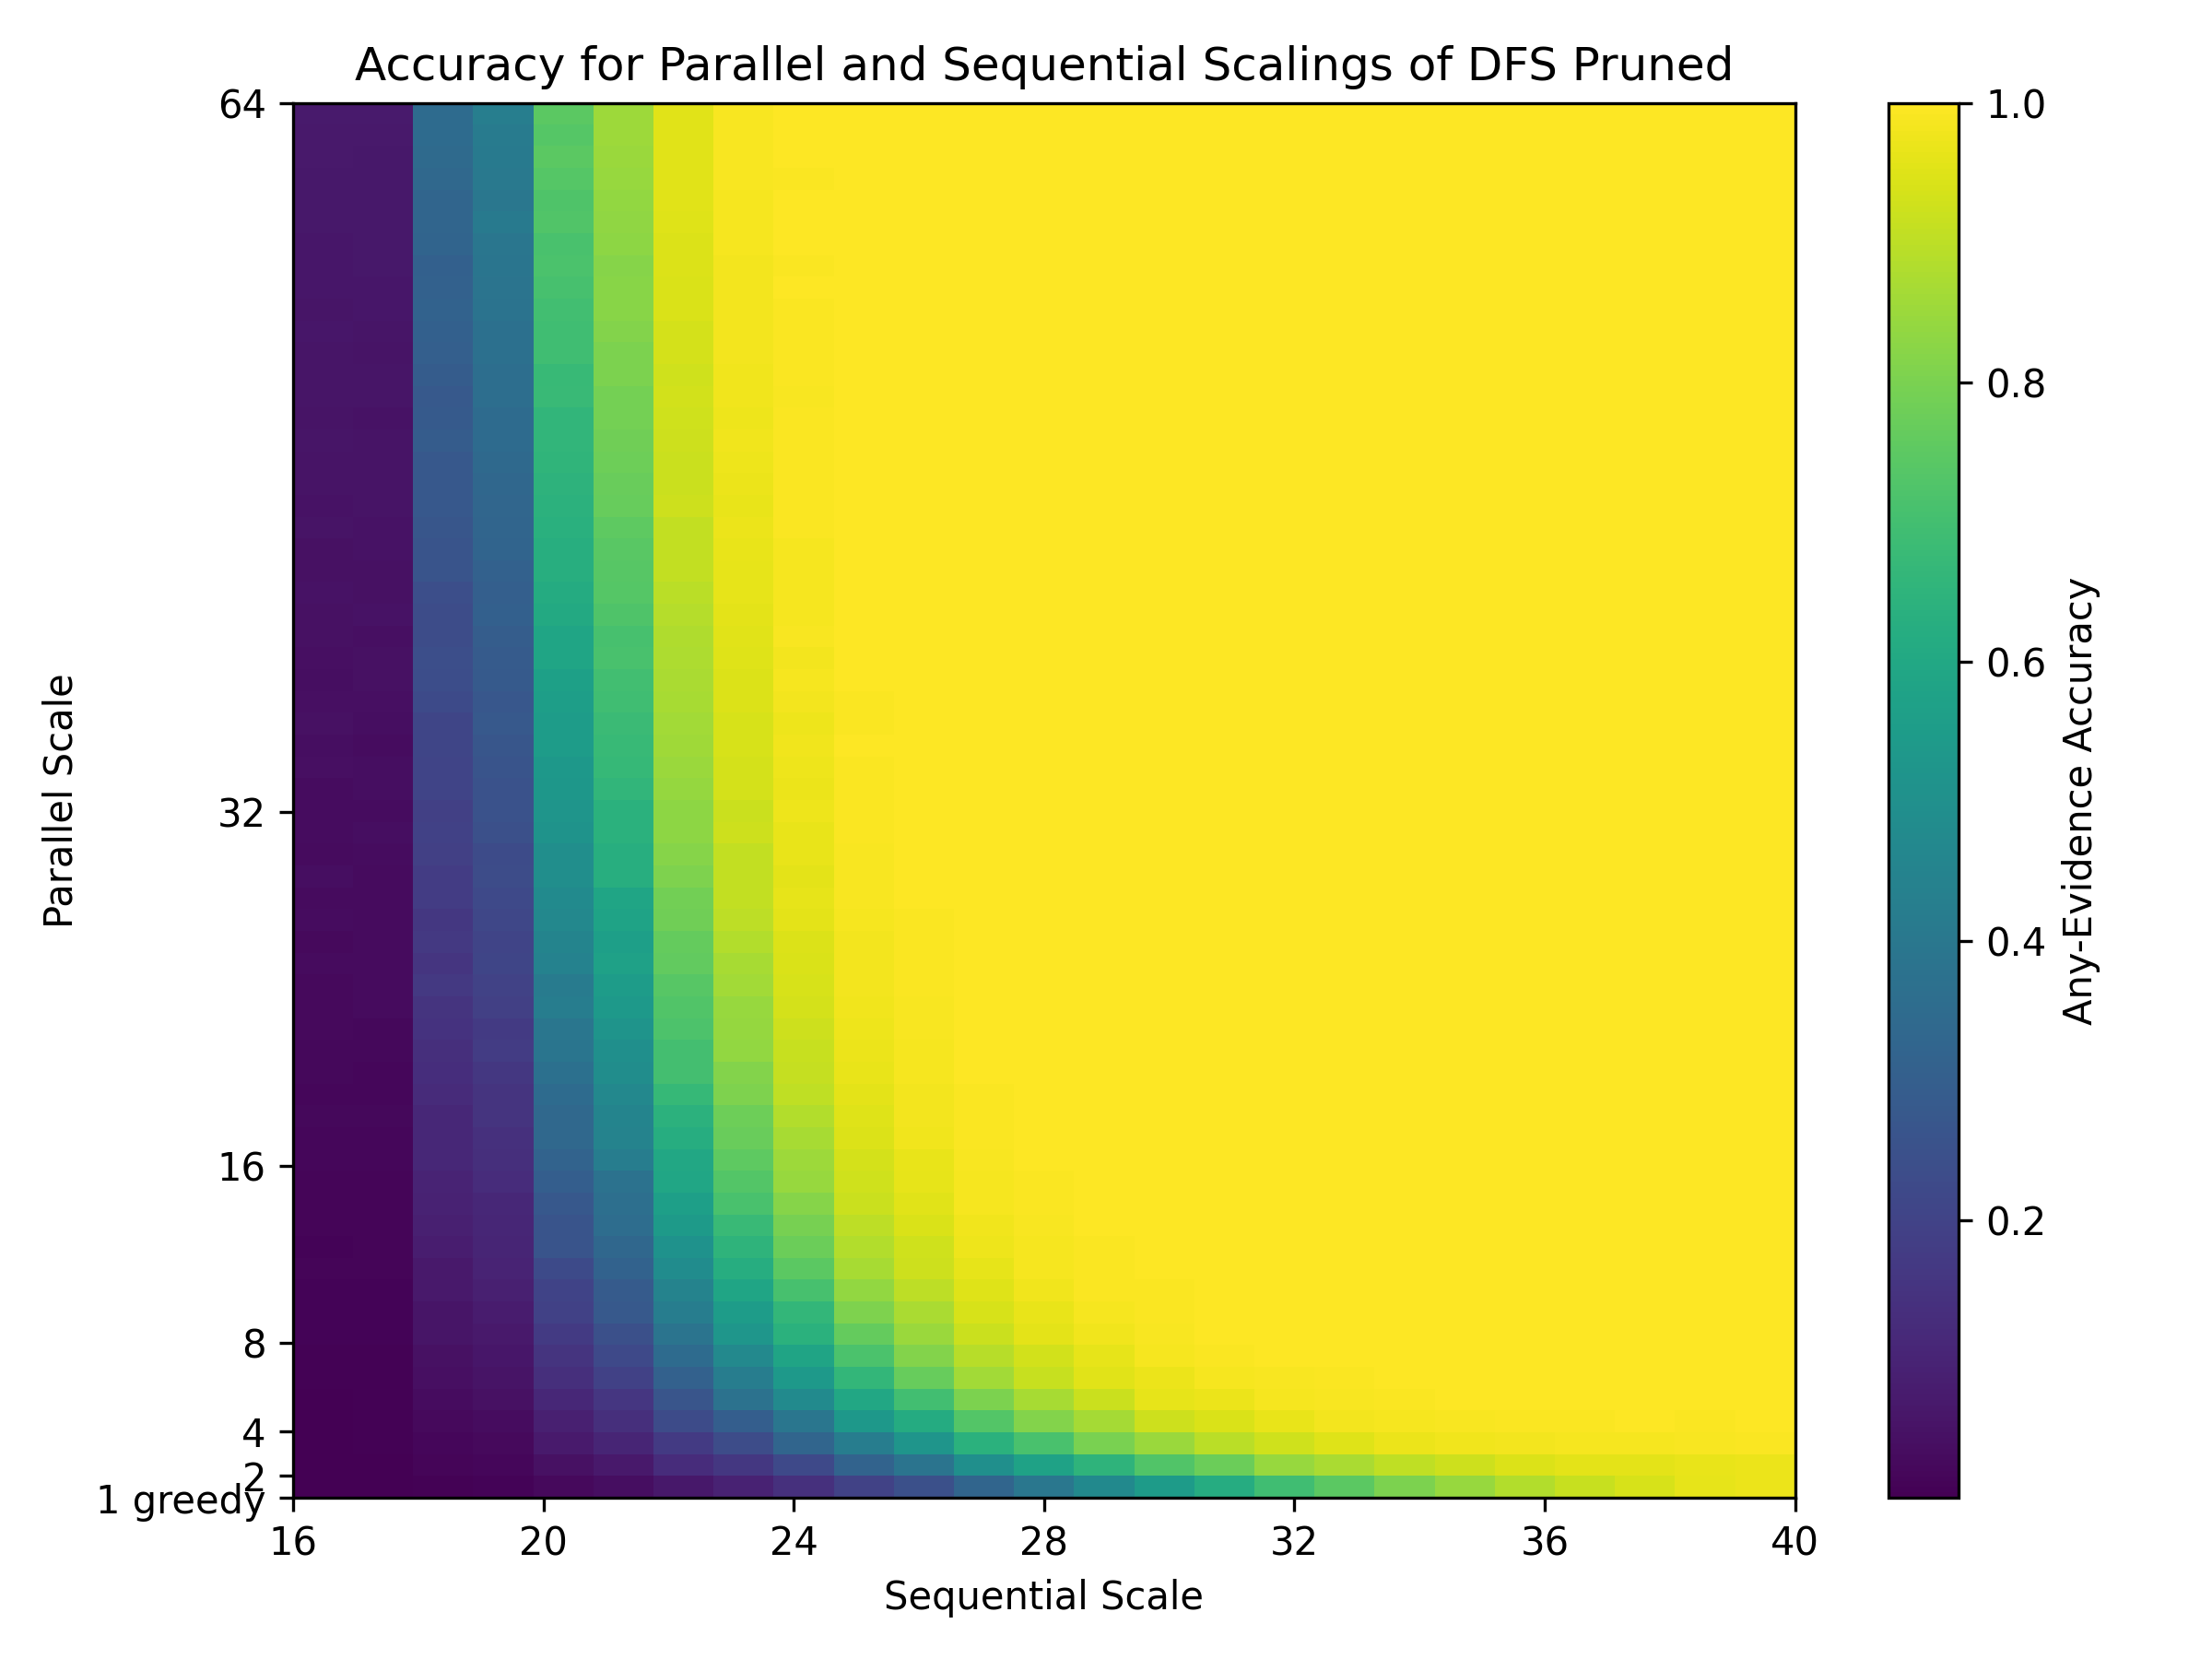 Accuracy for Parallel and Sequential Scalings of DFS Pruned
Parallel Scale
64
32
16
8
4
2
1 greedy
16 20 24 28 32 36 40
Sequential Scale
1.0
0.8
0.6
0.4
0.2
Any-Evidence Accuracy